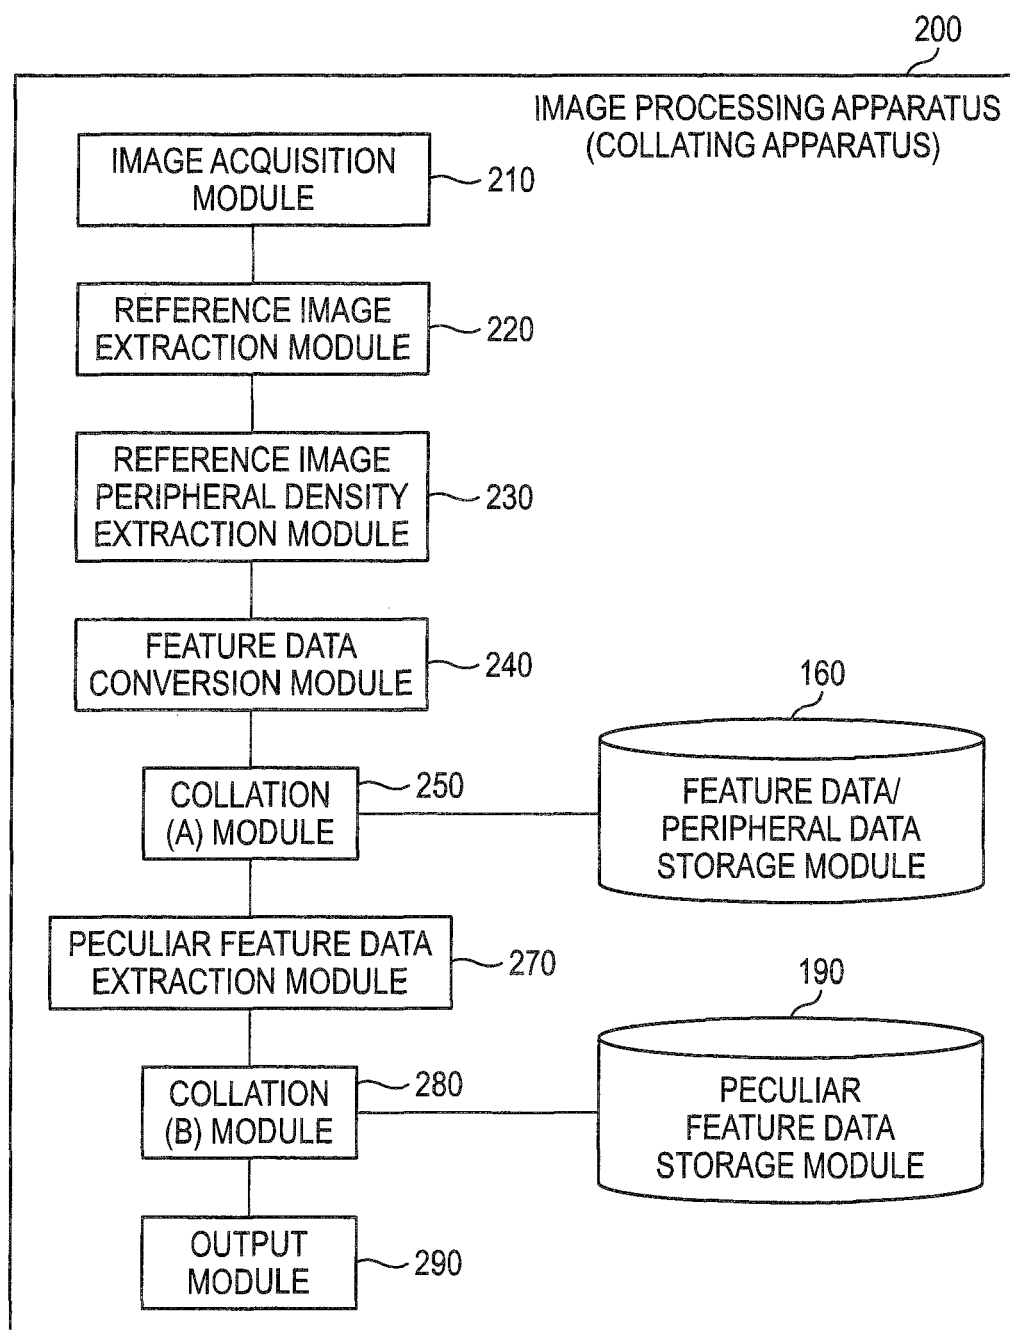 200
IMAGE PROCESSING APPARATUS
(COLLATING APPARATUS)
IMAGE ACQUISITION
MODULE
210
REFERENCE IMAGE
EXTRACTION MODULE
220
REFERENCE IMAGE
PERIPHERAL DENSITY
EXTRACTION MODULE
230
FEATURE DATA
CONVERSION MODULE
240
COLLATION
(A) MODULE
250
160
FEATURE DATA/
PERIPHERAL DATA
STORAGE MODULE
PECULIAR FEATURE DATA
EXTRACTION MODULE
270
COLLATION
(B) MODULE
280
190
PECULIAR
FEATURE DATA
STORAGE MODULE
OUTPUT
MODULE
290